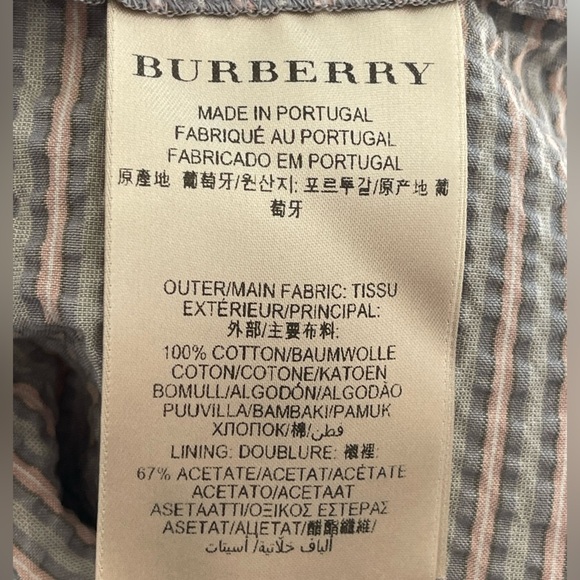 BURBERRY
MADE IN PORTUGAL
FABRIQUÉ AU PORTUGAL
FABRICADO EM PORTUGAL
原產地 葡萄牙/원산지: 포르투갈/原产地 葡
萄牙
OUTER/MAIN FABRIC: TISSU
EXTÉRIEUR/PRINCIPAL:
外部/主要布料:
100% COTTON/BAUMWOLLE
COTON/COTONE/KATOEN
BOMULL/ALGODÓN/ALGODÃO
PUUVILLA/BAMBAKI/PAMUK
ХЛОПОК/棉/قطن
LINING: DOUBLURE: 襯裡:
67% ACETATE/ACETAT/ACÉTATE
ACETATO/ACETAAT
ASETAATTI/ΟΞΙΚΟΣ ΕΣΤΕΡΑΣ
ASETAT/АЦЕТАТ/醋酯纖維/
ألياف خلاتية/أسيتات